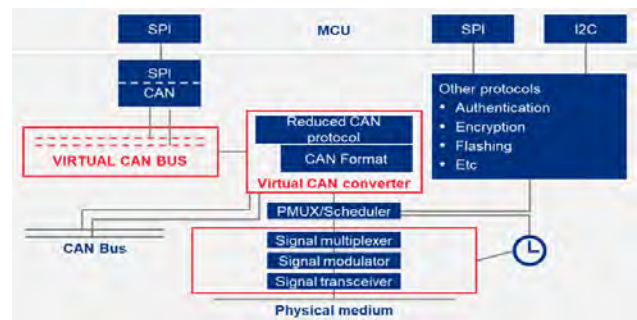 SPI
MCU
SPI
I2C
SPI
CAN
Other protocols
• Authentication
• Encryption
• Flashing
• Etc
Reduced CAN
protocol
CAN Format
VIRTUAL CAN BUS
Virtual CAN converter
PMUX/Scheduler
CAN Bus
Signal multiplexer
Signal modulator
Signal transceiver
Physical medium